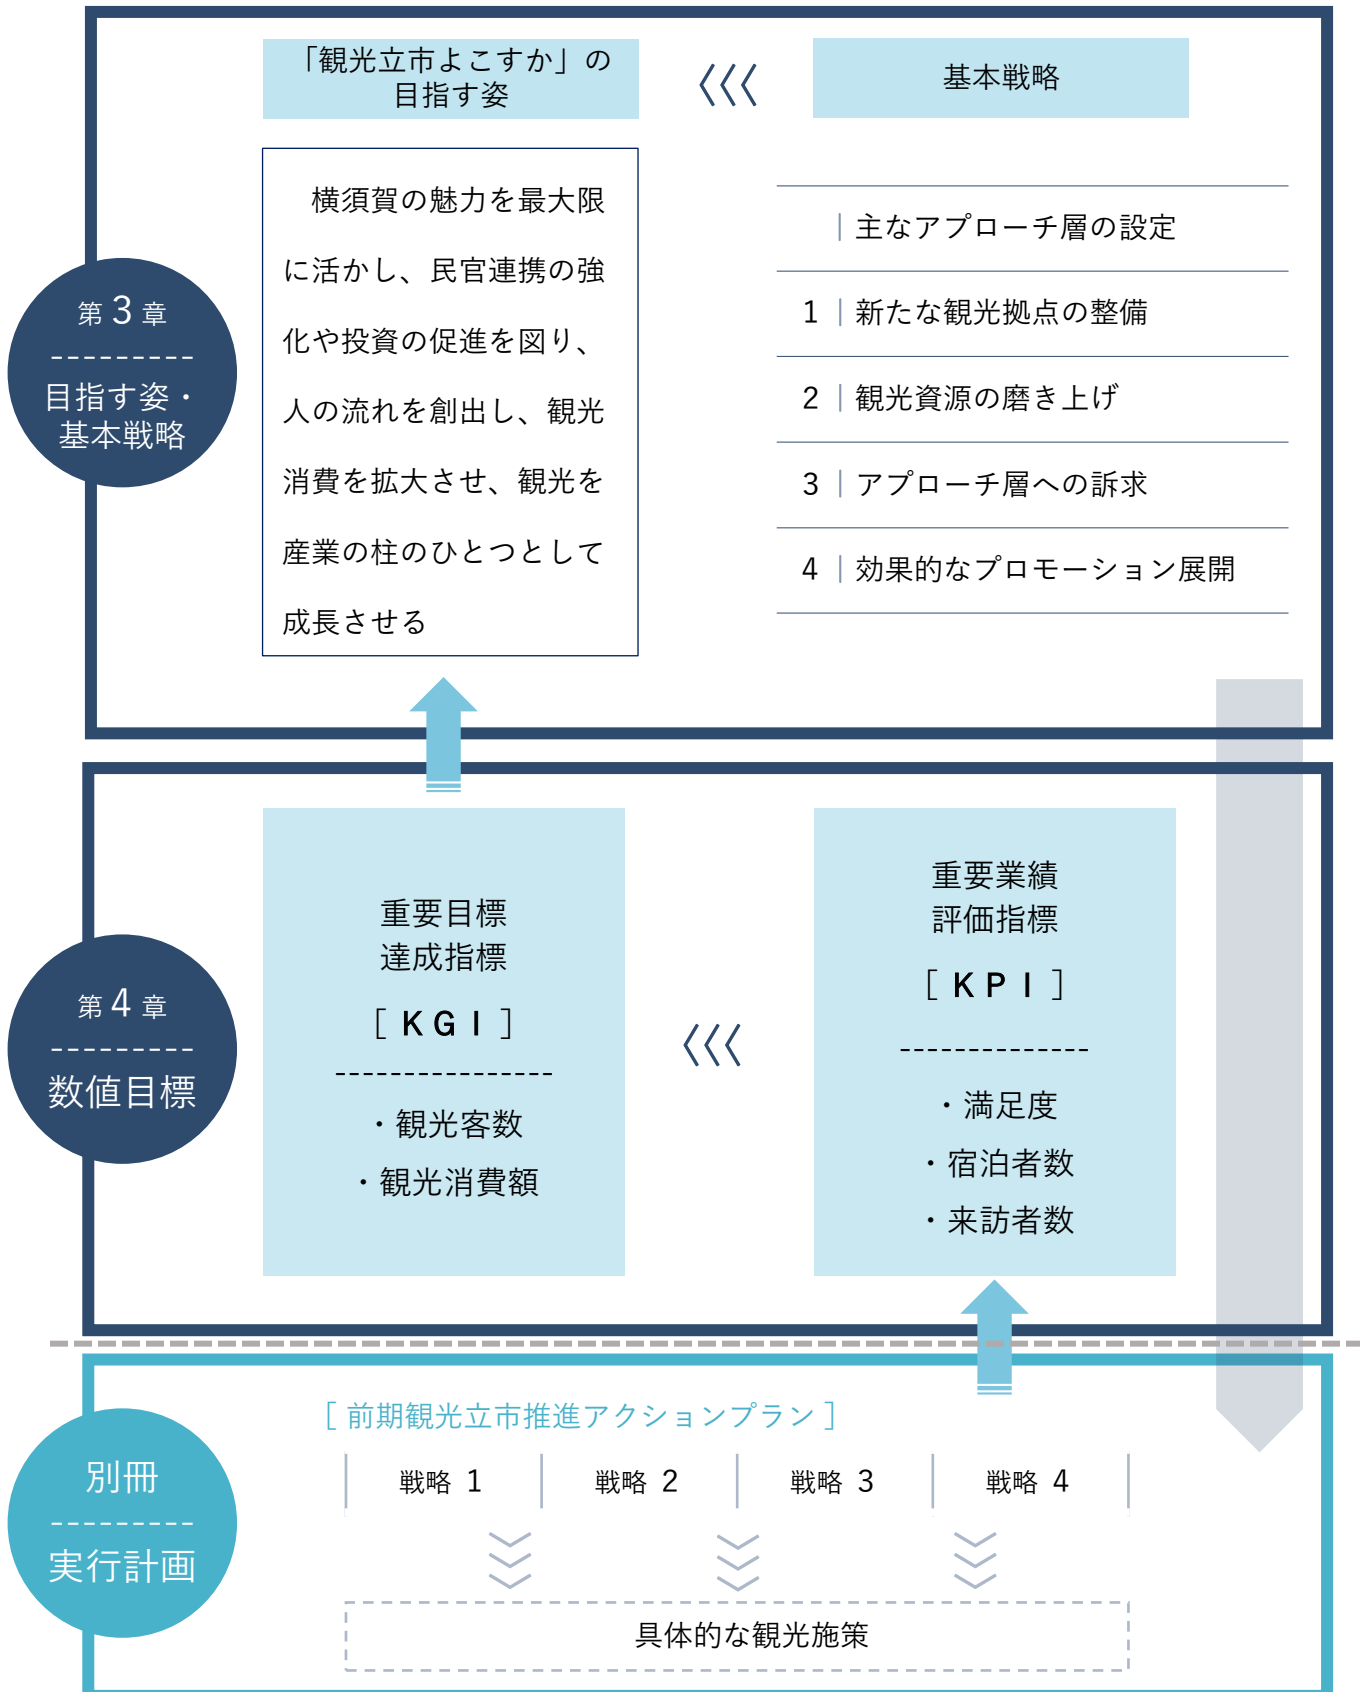 第 3 章
目指す姿・
基本戦略
「観光立市よこすか」の
目指す姿
基本戦略
横須賀の魅力を最大限
に活かし、民官連携の強
化や投資の促進を図り、
人の流れを創出し、観光
消費を拡大させ、観光を
産業の柱のひとつとして
成長させる
｜主なアプローチ層の設定
1｜新たな観光拠点の整備
2｜観光資源の磨き上げ
3｜アプローチ層への訴求
4｜効果的なプロモーション展開
第 4 章
数値目標
重要目標
達成指標
［ＫＧＩ］
・観光客数
・観光消費額
重要業績
評価指標
［ＫＰＩ］
・満足度
・宿泊者数
・来訪者数
別冊
実行計画
［ 前期観光立市推進アクションプラン ］
戦略 1 戦略 2 戦略 3 戦略 4
具体的な観光施策